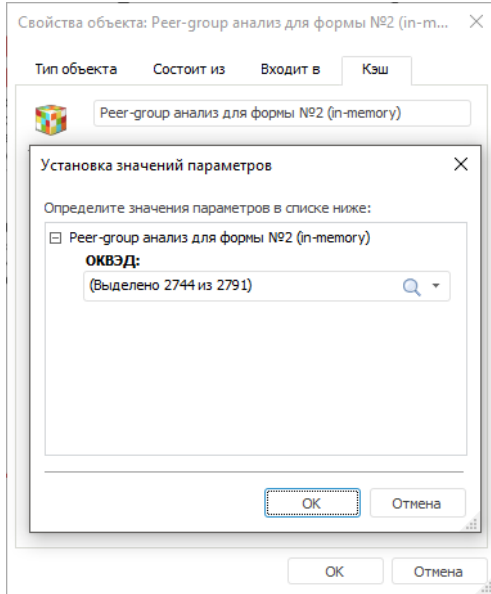 Свойства объекта: Peer-group анализ для формы №2 (in-m...
Тип объекта Состоит из Входит в Кэш
Peer-group анализ для формы №2 (in-memory)
Установка значений параметров
Определите значения параметров в списке ниже:
Peer-group анализ для формы №2 (in-memory)
ОКВЭД:
(Выделено 2744 из 2791)
ОК Отмена
ОК Отмена